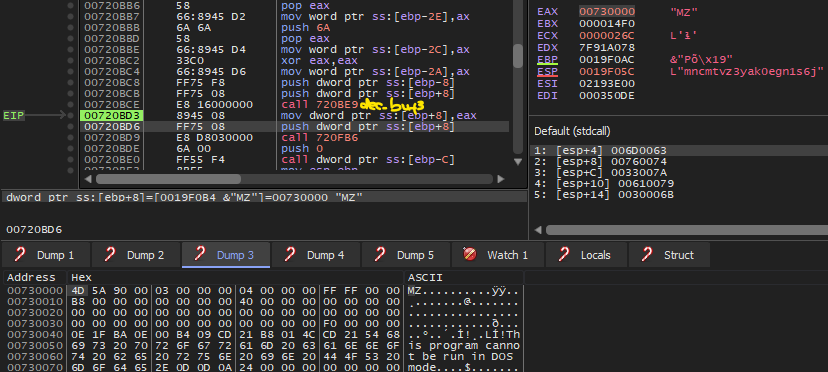 00720BB6 58 pop eax
00720BB7 66:8945 D2 mov word ptr ss:[ebp-2E],ax
00720BBB 6A 6A push 6A
00720BBD 58 pop eax
00720BBE 66:8945 D4 mov word ptr ss:[ebp-2C],ax
00720BC2 33C0 xor eax,eax
00720BC4 66:8945 D6 mov word ptr ss:[ebp-2A],ax
00720BC8 FF75 F8 push dword ptr ss:[ebp-8]
00720BCB FF75 08 push dword ptr ss:[ebp+8]
00720BCE E8 16000000 call 720BE9
EIP 00720BD3 8945 08 mov dword ptr ss:[ebp+8],eax
00720BD6 FF75 08 push dword ptr ss:[ebp+8]
00720BD9 E8 D8030000 call 720FB6
6A 00 push 0
FF55 F4 call dword ptr ss:[ebp-C]
dword ptr ss:[ebp+8]=[0019F0B4 &"MZ"]=00730000 "MZ"
00720BD6
EAX 00730000 "MZ"
EBX 000014F0
ECX 0000026C
EDX 7F91A078
EBP 0019F0AC &"Põ\x19"
ESP 0019F05C L"mncmtvz3yak0egn1s6j"
ESI 02193E00
EDI 000350DE
Default (stdcall)
1: [esp+4] 006D0063
2: [esp+8] 00760074
3: [esp+C] 0033007A
4: [esp+10] 00610079
5: [esp+14] 0030006B
Dump 1 Dump 2 Dump 3 Dump 4 Dump 5 Watch 1 Locals Struct
Address Hex ASCII
00730000 4D 5A 90 00 03 00 00 00 04 00 00 00 FF FF 00 00 MZ..........ÿÿ..
00730010 B8 00 00 00 00 00 00 00 40 00 00 00 00 00 00 00 ¸.......@.......
00730020 00 00 00 00 00 00 00 00 00 00 00 00 00 00 00 00 ................
00730030 00 00 00 00 00 00 00 00 00 00 00 00 F0 00 00 00 ............ð...
00730040 0E 1F BA 0E 00 B4 09 CD 21 B8 01 4C CD 21 54 68 ..º..´.Í!¸.LÍ!Th
00730050 69 73 20 70 72 6F 67 72 61 6D 20 63 61 6E 6E 6F is program canno
00730060 74 20 62 65 20 72 75 6E 20 69 6E 20 44 4F 53 20 t be run in DOS
00730070 6D 6F 64 65 2E 0D 0D 0A 24 00 00 00 00 00 00 00 mode....$.......